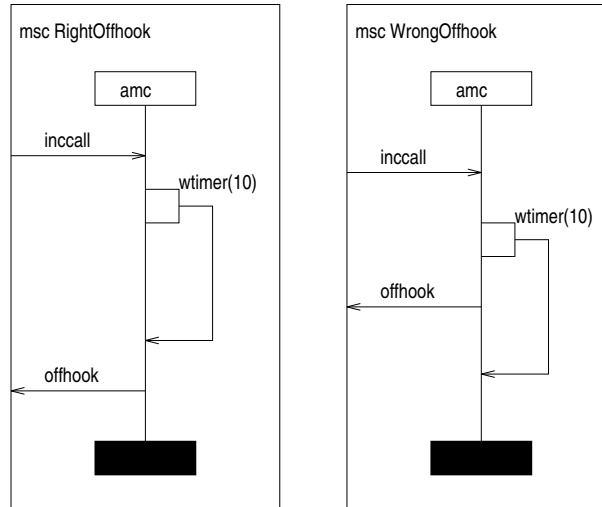 msc RightOffhook
amc
inccall
wtimer(10)
offhook
msc WrongOffhook
amc
inccall
wtimer(10)
offhook